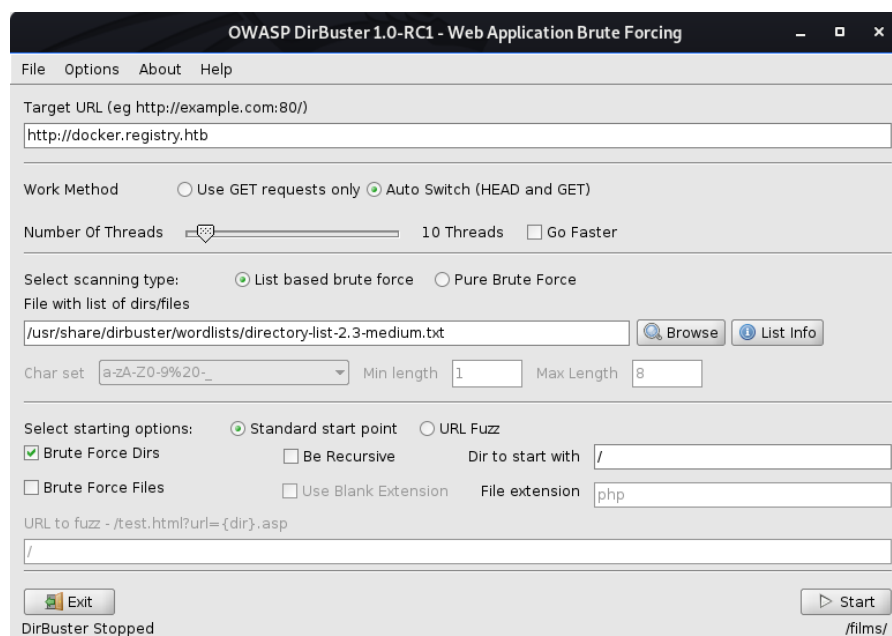 OWASP DirBuster 1.0-RC1 - Web Application Brute Forcing
File Options About Help
Target URL (eg http://example.com:80/)
http://docker.registry.htb
Work Method Use GET requests only Auto Switch (HEAD and GET)
Number Of Threads 10 Threads Go Faster
Select scanning type: List based brute force Pure Brute Force
File with list of dirs/files
/usr/share/dirbuster/wordlists/directory-list-2.3-medium.txt Browse List Info
Char set a-zA-Z0-9%20-_ Min length 1 Max Length 8
Select starting options: Standard start point URL Fuzz
Brute Force Dirs Be Recursive Dir to start with /
Brute Force Files Use Blank Extension File extension php
URL to fuzz - /test.html?url={dir}.asp
/
Exit Start
DirBuster Stopped /films/